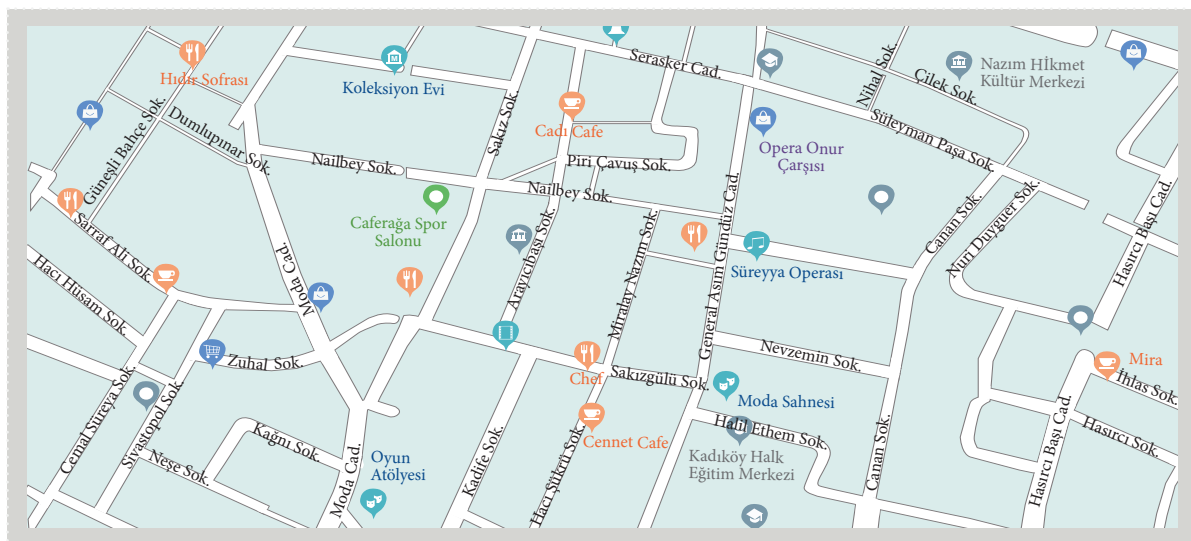 Serasker Cad.
Hıdır Sofrası
Koleksiyon Evi
Nihal Sok.
Çilek Sok.
Nazım Hİkmet
Kültür Merkezi
Güneşli Bahçe Sok.
Dumlupınar Sok.
Sakız Sok.
Cadı Cafe
Süleyman Paşa Sok.
Opera Onur
Çarşısı
Nailbey Sok.
Piri Çavuş Sok.
Nailbey Sok.
Caferağa Spor
Salonu
Sarraf Ali Sok.
Hacı Hüsam Sok.
Moda Cad.
Arayıcıbaşı Sok.
Miralay Nazım Sok.
General Asım Gündüz Cad.
Süreyya Operası
Canan Sok.
Nuri Duyguer Sok.
Hasırcı Başı Cad.
Zuhal Sok.
Chef
Sakızgülü Sok.
Nevzemin Sok.
Mira
İhlas Sok.
Moda Sahnesi
Cemal Süreya Sok.
Sivastopol Sok.
Kağnı Sok.
Neşe Sok.
Oyun
Atölyesi
Moda Cad.
Kadife Sok.
Hacı Şükrü Sok.
Cennet Cafe
Halil Ethem Sok.
Kadıköy Halk
Eğitim Merkezi
Canan Sok.
Hasırcı Başı Cad.
Hasırcı Sok.